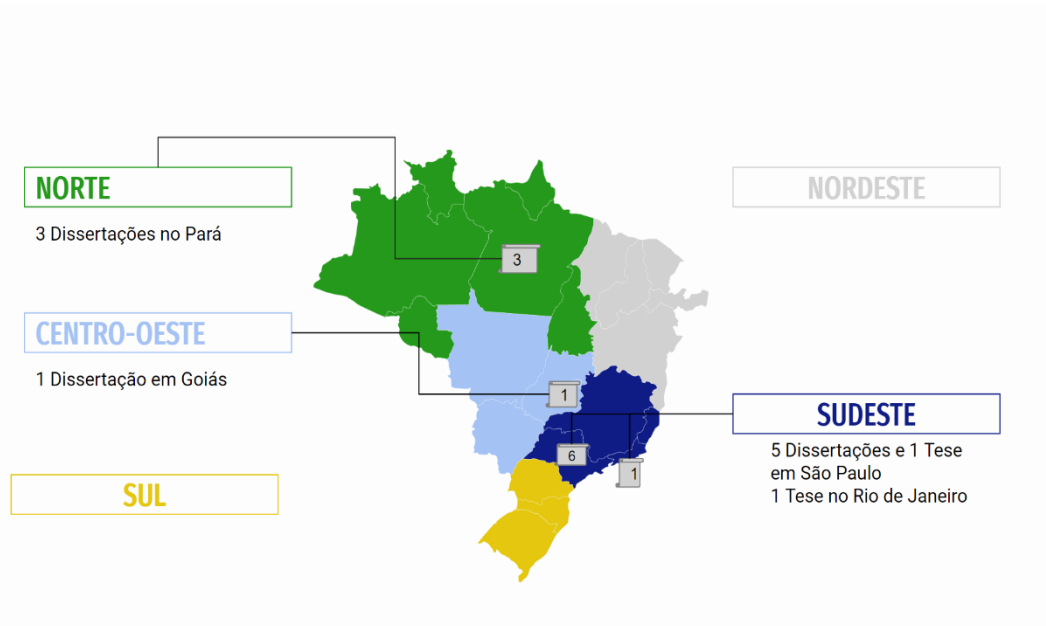 NORTE
3 Dissertações no Pará
NORDESTE
3
CENTRO-OESTE
1 Dissertação em Goiás
1
SUDESTE
5 Dissertações e 1 Tese
em São Paulo
1 Tese no Rio de Janeiro
6
1
SUL